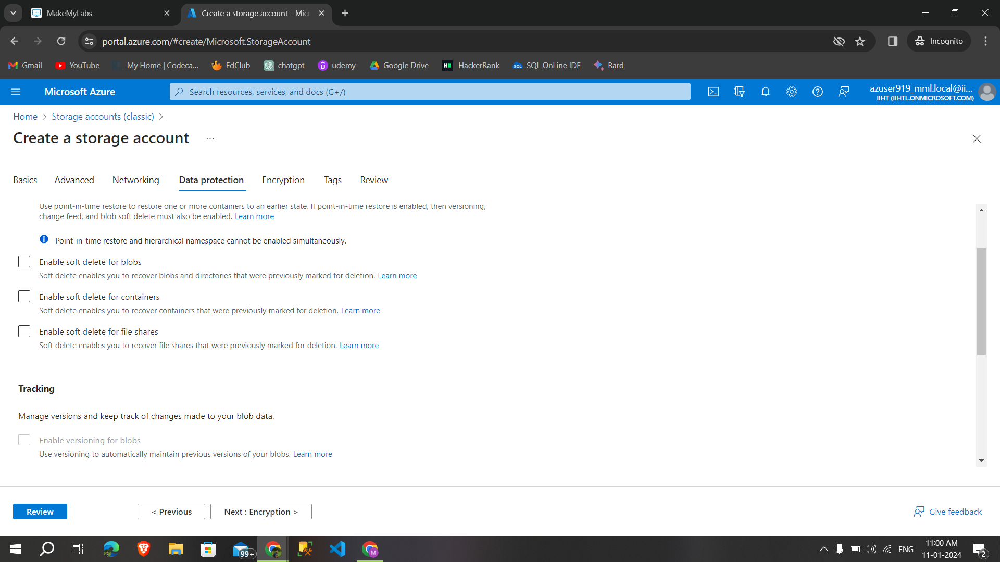 MakeMyLabs
Create a storage account - Micr
portal.azure.com/#create/Microsoft.StorageAccount
Incognito
Gmail
YouTube
My Home | Codeca...
EdClub
chatgpt
udemy
Google Drive
HackerRank
SQL OnLine IDE
Bard
Microsoft Azure
Search resources, services, and docs (G+/)
azuser919_mml.local@ii...
IIHT (IIHTL.ONMICROSOFT.COM)
Home
Storage accounts (classic)
Create a storage account
...
Basics
Advanced
Networking
Data protection
Encryption
Tags
Review
Use point-in-time restore to restore one or more containers to an earlier state. If point-in-time restore is enabled, then versioning,
change feed, and blob soft delete must also be enabled. Learn more
Point-in-time restore and hierarchical namespace cannot be enabled simultaneously.
Enable soft delete for blobs
Soft delete enables you to recover blobs and directories that were previously marked for deletion. Learn more
Enable soft delete for containers
Soft delete enables you to recover containers that were previously marked for deletion. Learn more
Enable soft delete for file shares
Soft delete enables you to recover file shares that were previously marked for deletion. Learn more
Tracking
Manage versions and keep track of changes made to your blob data.
Enable versioning for blobs
Use versioning to automatically maintain previous versions of your blobs. Learn more
Review
< Previous
Next : Encryption >
Give feedback
99+
M
ENG
11:00 AM
11-01-2024
2